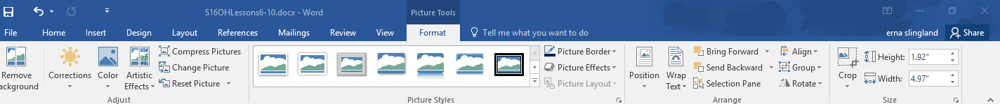 S16OHLessons6-10.docx - Word
Picture Tools
File Home Insert Design Layout References Mailings Review View Format Tell me what you want to do erna slingland Share
Remove
ackground
Corrections
Color
Artistic
Effects
Compress Pictures
Change Picture
Reset Picture
Adjust
Picture Border
Picture Effects
Picture Layout
Picture Styles
Position
Wrap
Text
Bring Forward
Send Backward
Selection Pane
Align
Group
Rotate
Arrange
Crop
Height: 1.92"
Width: 4.97"
Size